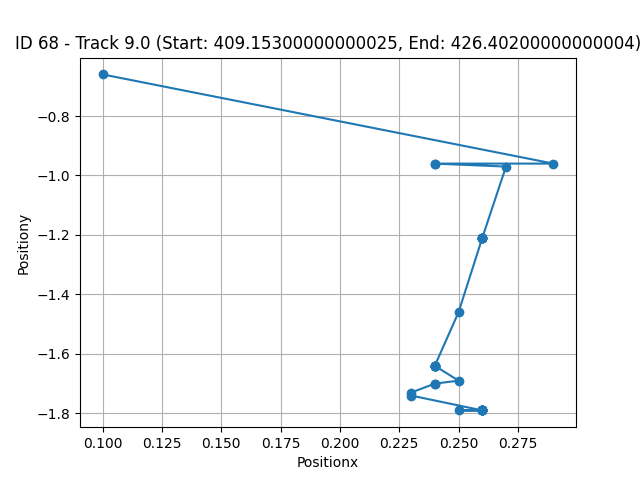 ID 68 - Track 9.0 (Start: 409.15300000000025, End: 426.40200000000004)
Positiony
−0.8
−1.0
−1.2
−1.4
−1.6
−1.8
0.100 0.125 0.150 0.175 0.200 0.225 0.250 0.275
Positionx